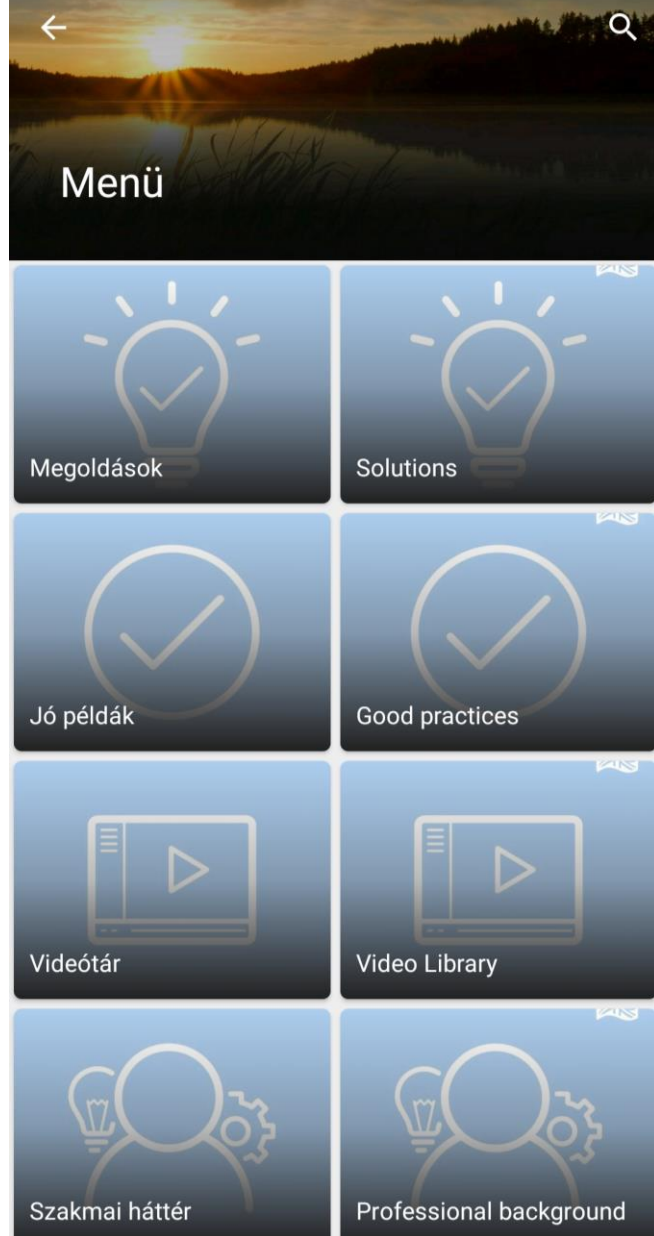 Menü
Megoldások
Solutions
Jó példák
Good practices
Videótár
Video Library
Szakmai háttér
Professional background